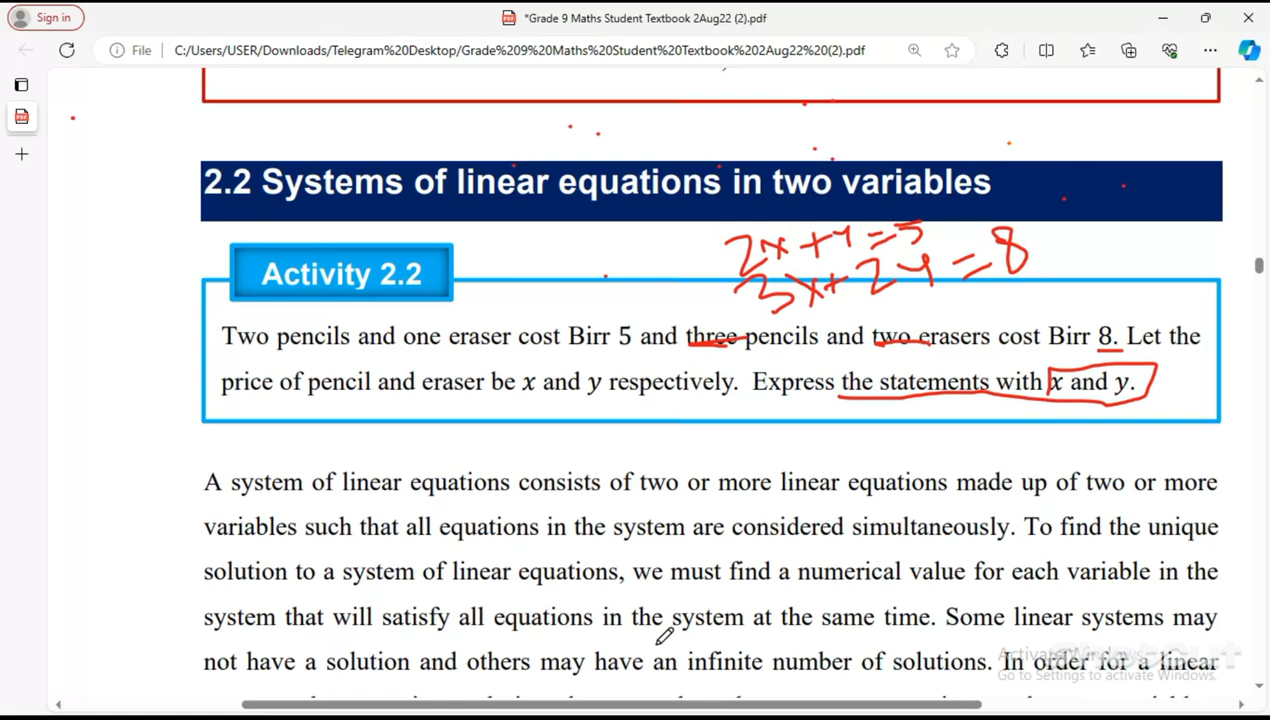 Sign in
*Grade 9 Maths Student Textbook 2Aug22 (2).pdf
File
C:/Users/USER/Downloads/Telegram%20Desktop/Grade%209%20Maths%20Student%20Textbook%202Aug22%20(2).pdf
2.2 Systems of linear equations in two variables
2x+y=5
3x+2y=8
Activity 2.2
Two pencils and one eraser cost Birr 5 and three pencils and two erasers cost Birr 8. Let the
price of pencil and eraser be x and y respectively. Express the statements with x and y.
A system of linear equations consists of two or more linear equations made up of two or more
variables such that all equations in the system are considered simultaneously. To find the unique
solution to a system of linear equations, we must find a numerical value for each variable in the
system that will satisfy all equations in the system at the same time. Some linear systems may
not have a solution and others may have an infinite number of solutions. In order for a linear
Activate Windows
Go to Settings to activate Windows.